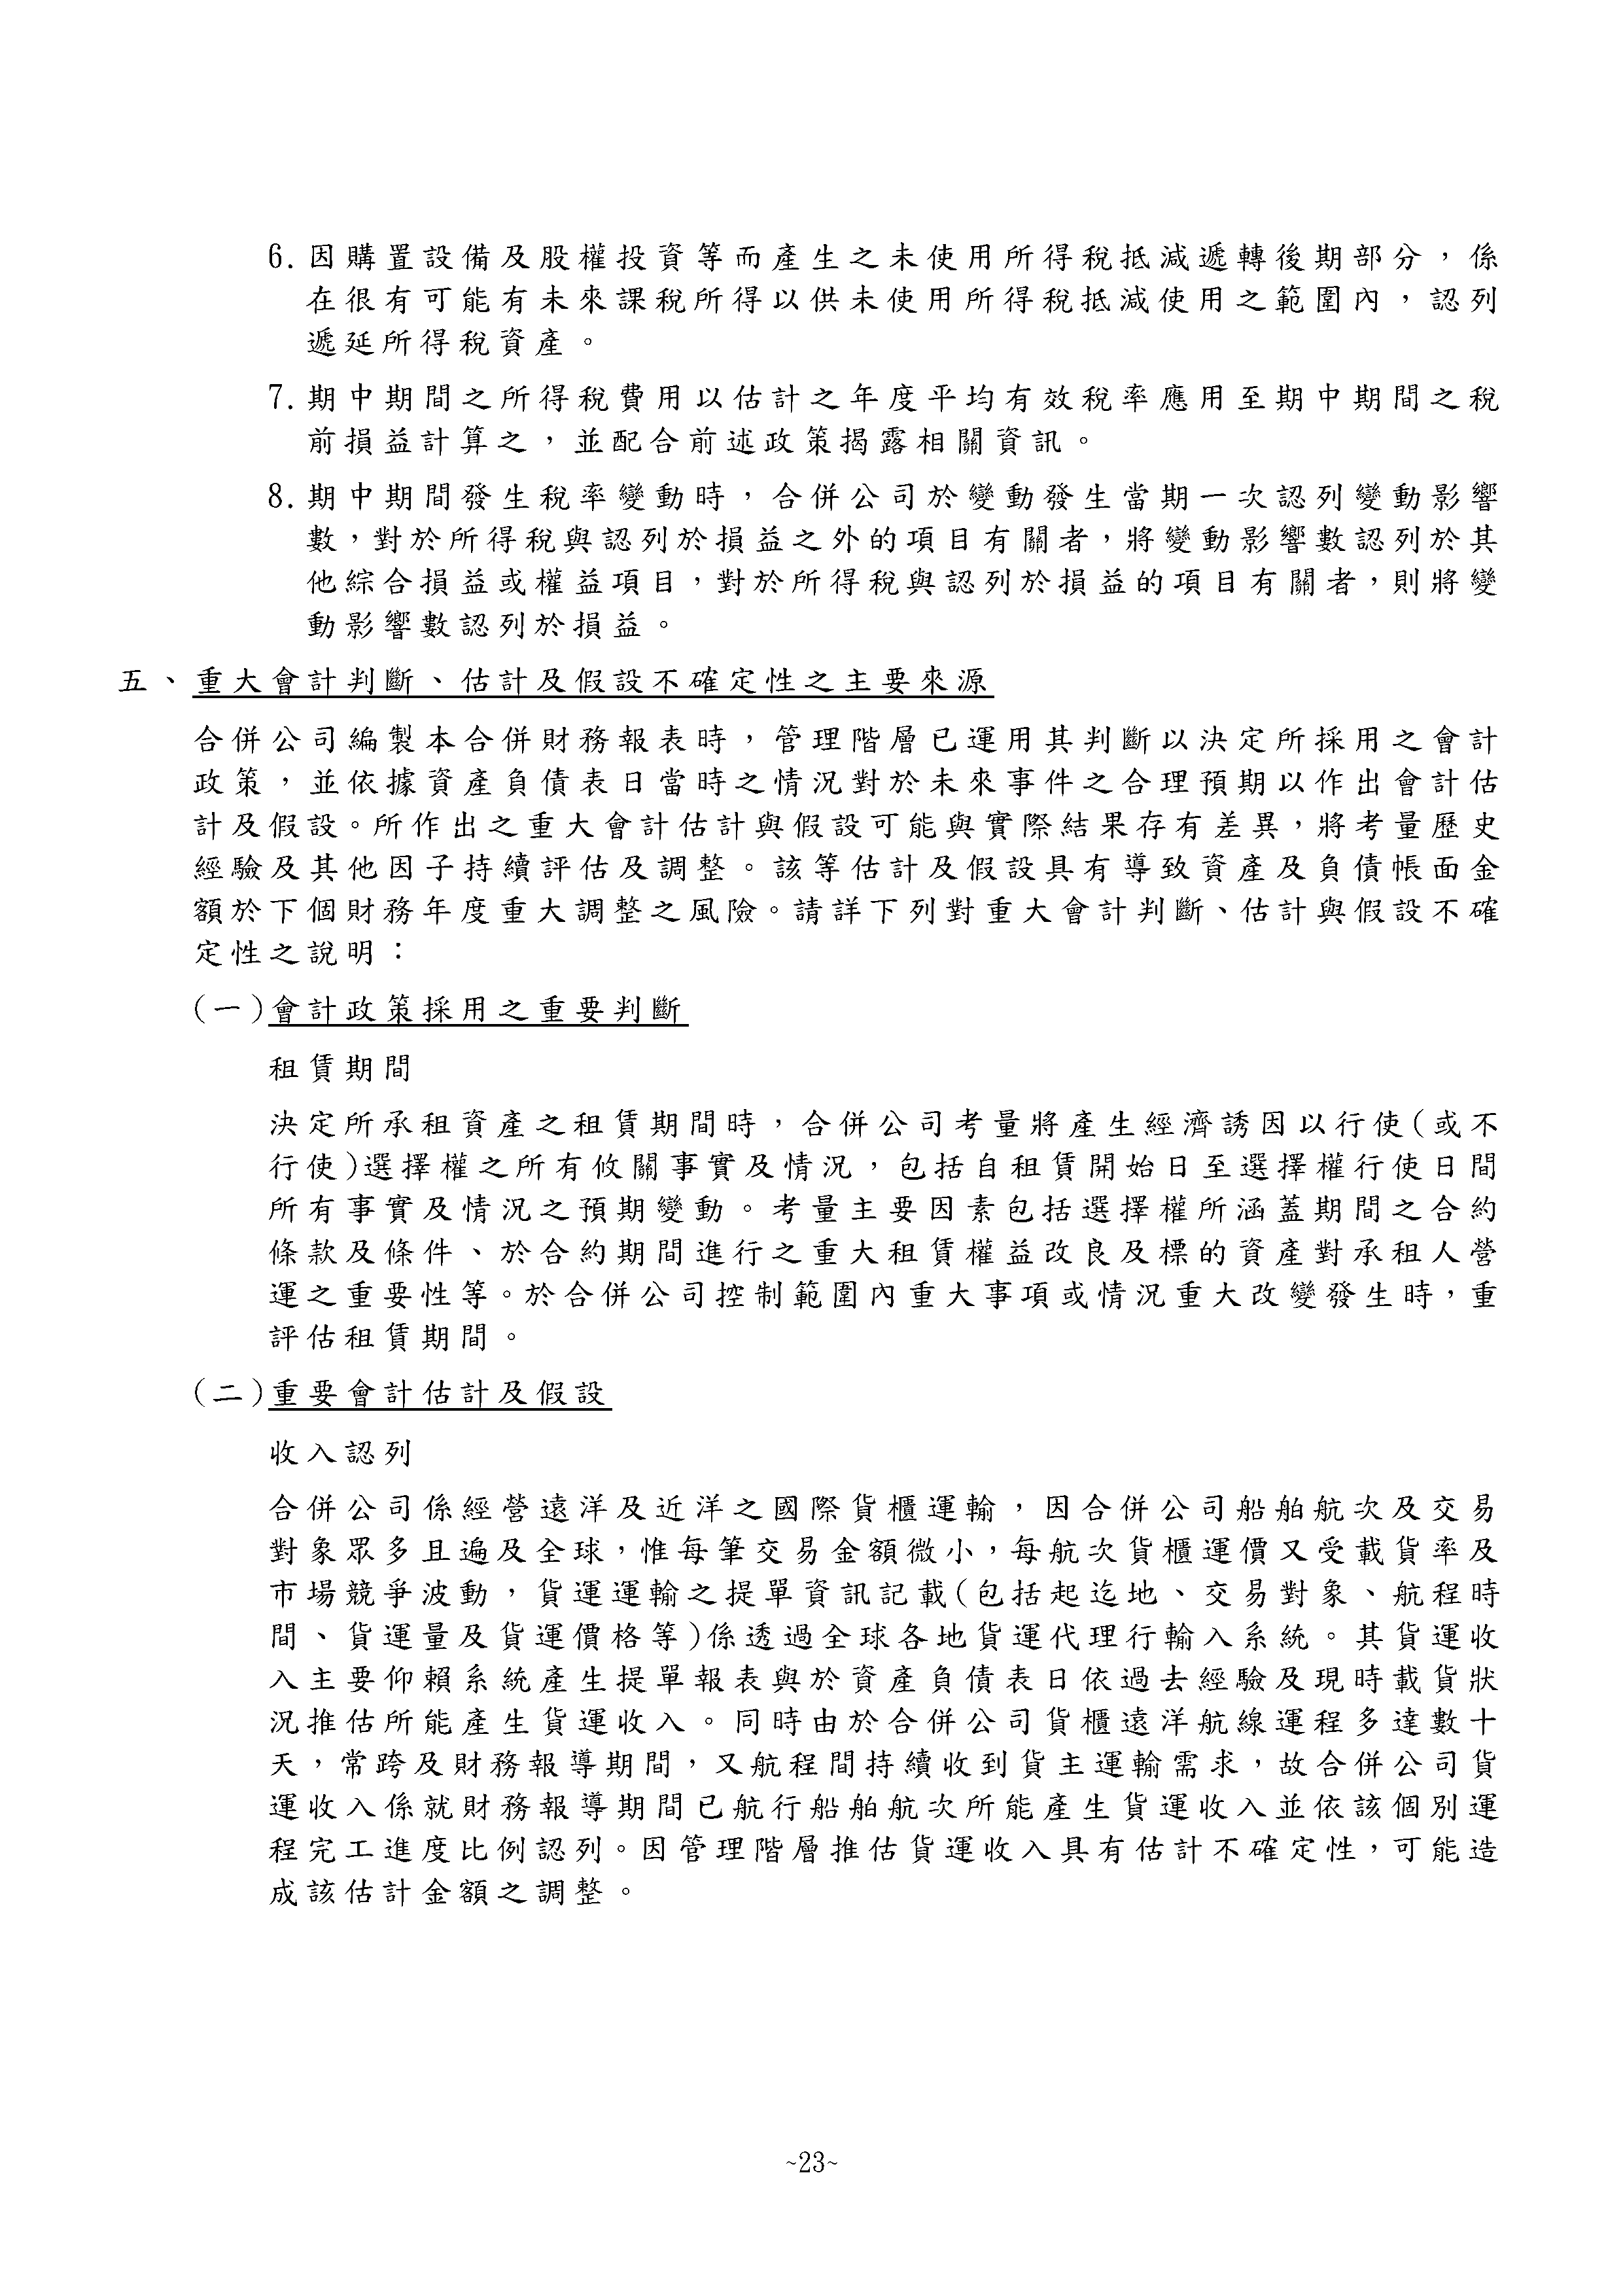 6.因購置設備及股權投資等而產生之未使用所得稅抵減遞轉後期部分，係
在很有可能有未來課稅所得以供未使用所得稅抵減使用之範圍內，認列
遞延所得稅資產。
7.期中期間之所得稅費用以估計之年度平均有效稅率應用至期中期間之稅
前損益計算之，並配合前述政策揭露相關資訊。
8.期中期間發生稅率變動時，合併公司於變動發生當期一次認列變動影響
數，對於所得稅與認列於損益之外的項目有關者，將變動影響數認列於其
他綜合損益或權益項目，對於所得稅與認列於損益的項目有關者，則將變
動影響數認列於損益。
五、重大會計判斷、估計及假設不確定性之主要來源
合併公司編製本合併財務報表時，管理階層已運用其判斷以決定所採用之會計
政策，並依據資產負債表日當時之情況對於未來事件之合理預期以作出會計估
計及假設。所作出之重大會計估計與假設可能與實際結果存有差異，將考量歷史
經驗及其他因子持續評估及調整。該等估計及假設具有導致資產及負債帳面金
額於下個財務年度重大調整之風險。請詳下列對重大會計判斷、估計與假設不確
定性之說明：
(一)會計政策採用之重要判斷
租賃期間
決定所承租資產之租賃期間時，合併公司考量將產生經濟誘因以行使(或不
行使)選擇權之所有攸關事實及情況，包括自租賃開始日至選擇權行使日間
所有事實及情況之預期變動。考量主要因素包括選擇權所涵蓋期間之合約
條款及條件、於合約期間進行之重大租賃權益改良及標的資產對承租人營
運之重要性等。於合併公司控制範圍內重大事項或情況重大改變發生時，重
評估租賃期間。
(二)重要會計估計及假設
收入認列
合併公司係經營遠洋及近洋之國際貨櫃運輸，因合併公司船舶航次及交易
對象眾多且遍及全球，惟每筆交易金額微小，每航次貨櫃運價又受載貨率及
市場競爭波動，貨運運輸之提單資訊記載(包括起迄地、交易對象、航程時
間、貨運量及貨運價格等)係透過全球各地貨運代理行輸入系統。其貨運收
入主要仰賴系統產生提單報表與於資產負債表日依過去經驗及現時載貨狀
況推估所能產生貨運收入。同時由於合併公司貨櫃遠洋航線運程多達數十
天，常跨及財務報導期間，又航程間持續收到貨主運輸需求，故合併公司貨
運收入係就財務報導期間已航行船舶航次所能產生貨運收入並依該個別運
程完工進度比例認列。因管理階層推估貨運收入具有估計不確定性，可能造
成該估計金額之調整。
~23~